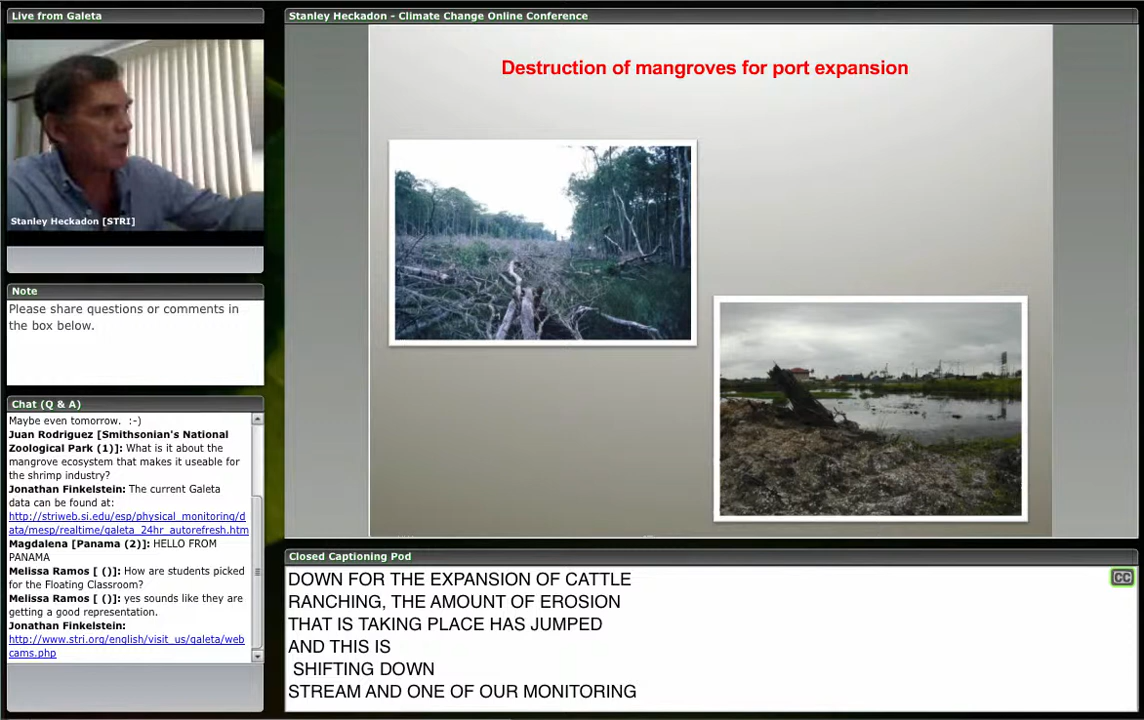 Live from Galeta
Stanley Heckadon - Climate Change Online Conference
Stanley Heckadon [STRI]
Destruction of mangroves for port expansion
Note
Please share questions or comments in
the box below.
Chat (Q & A)
Maybe even tomorrow.  :-)
Juan Rodriguez [Smithsonian's National
Zoological Park (1)]: What is it about the
mangrove ecosystem that makes it useable for
the shrimp industry?
Jonathan Finkelstein: The current Galeta
data can be found at:
http://striweb.si.edu/esp/physical_monitoring/d
ata/mesp/realtime/galeta_24hr_autorefresh.htm
Magdalena [Panama (2)]: HELLO FROM
PANAMA
Melissa Ramos [ ()]: How are students picked
for the Floating Classroom?
Melissa Ramos [ ()]: yes sounds like they are
getting a good representation.
Jonathan Finkelstein:
http://www.stri.org/english/visit_us/galeta/web
cams.php
Closed Captioning Pod
CC
DOWN FOR THE EXPANSION OF CATTLE
RANCHING, THE AMOUNT OF EROSION
THAT IS TAKING PLACE HAS JUMPED
AND THIS IS
SHIFTING DOWN
STREAM AND ONE OF OUR MONITORING